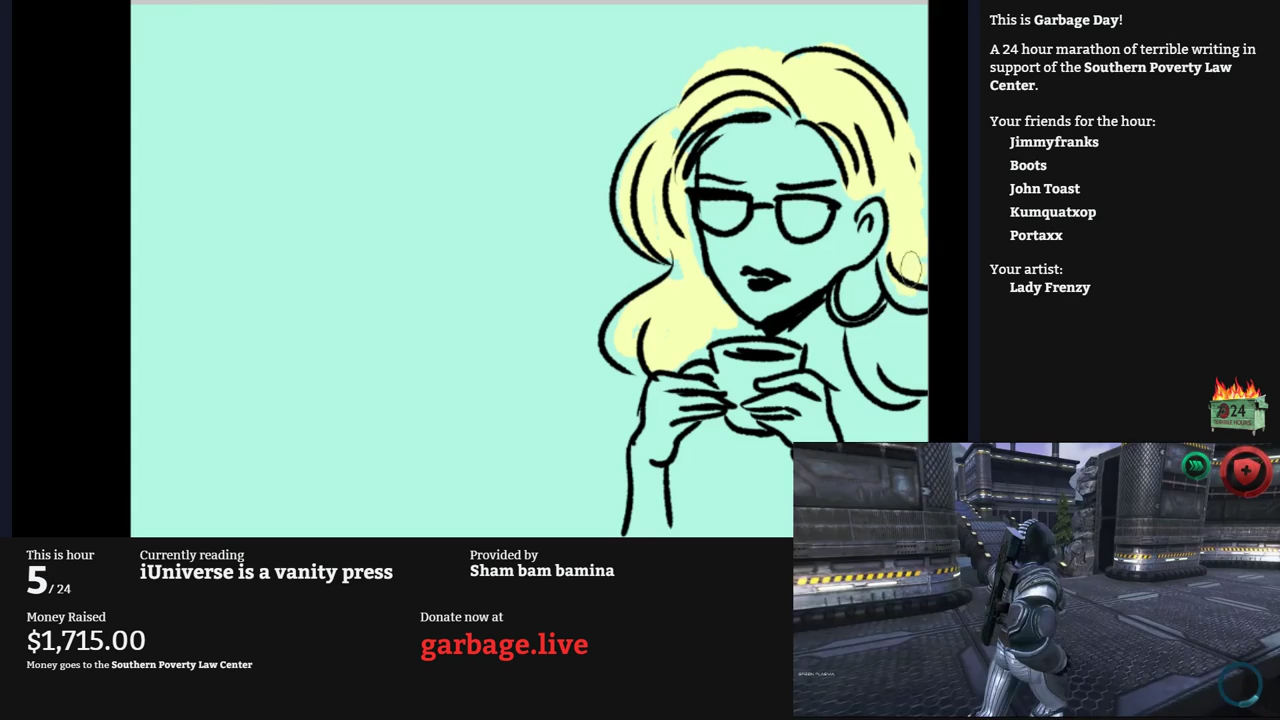 This is Garbage Day!
A 24 hour marathon of terrible writing in
support of the Southern Poverty Law
Center.
Your friends for the hour:
Jimmyfranks
Boots
John Toast
Kumquatxop
Portaxx
Your artist:
Lady Frenzy
This is hour
5 / 24
Currently reading
iUniverse is a vanity press
Provided by
Sham bam bamina
Money Raised
$1,715.00
Money goes to the Southern Poverty Law Center
Donate now at
garbage.live